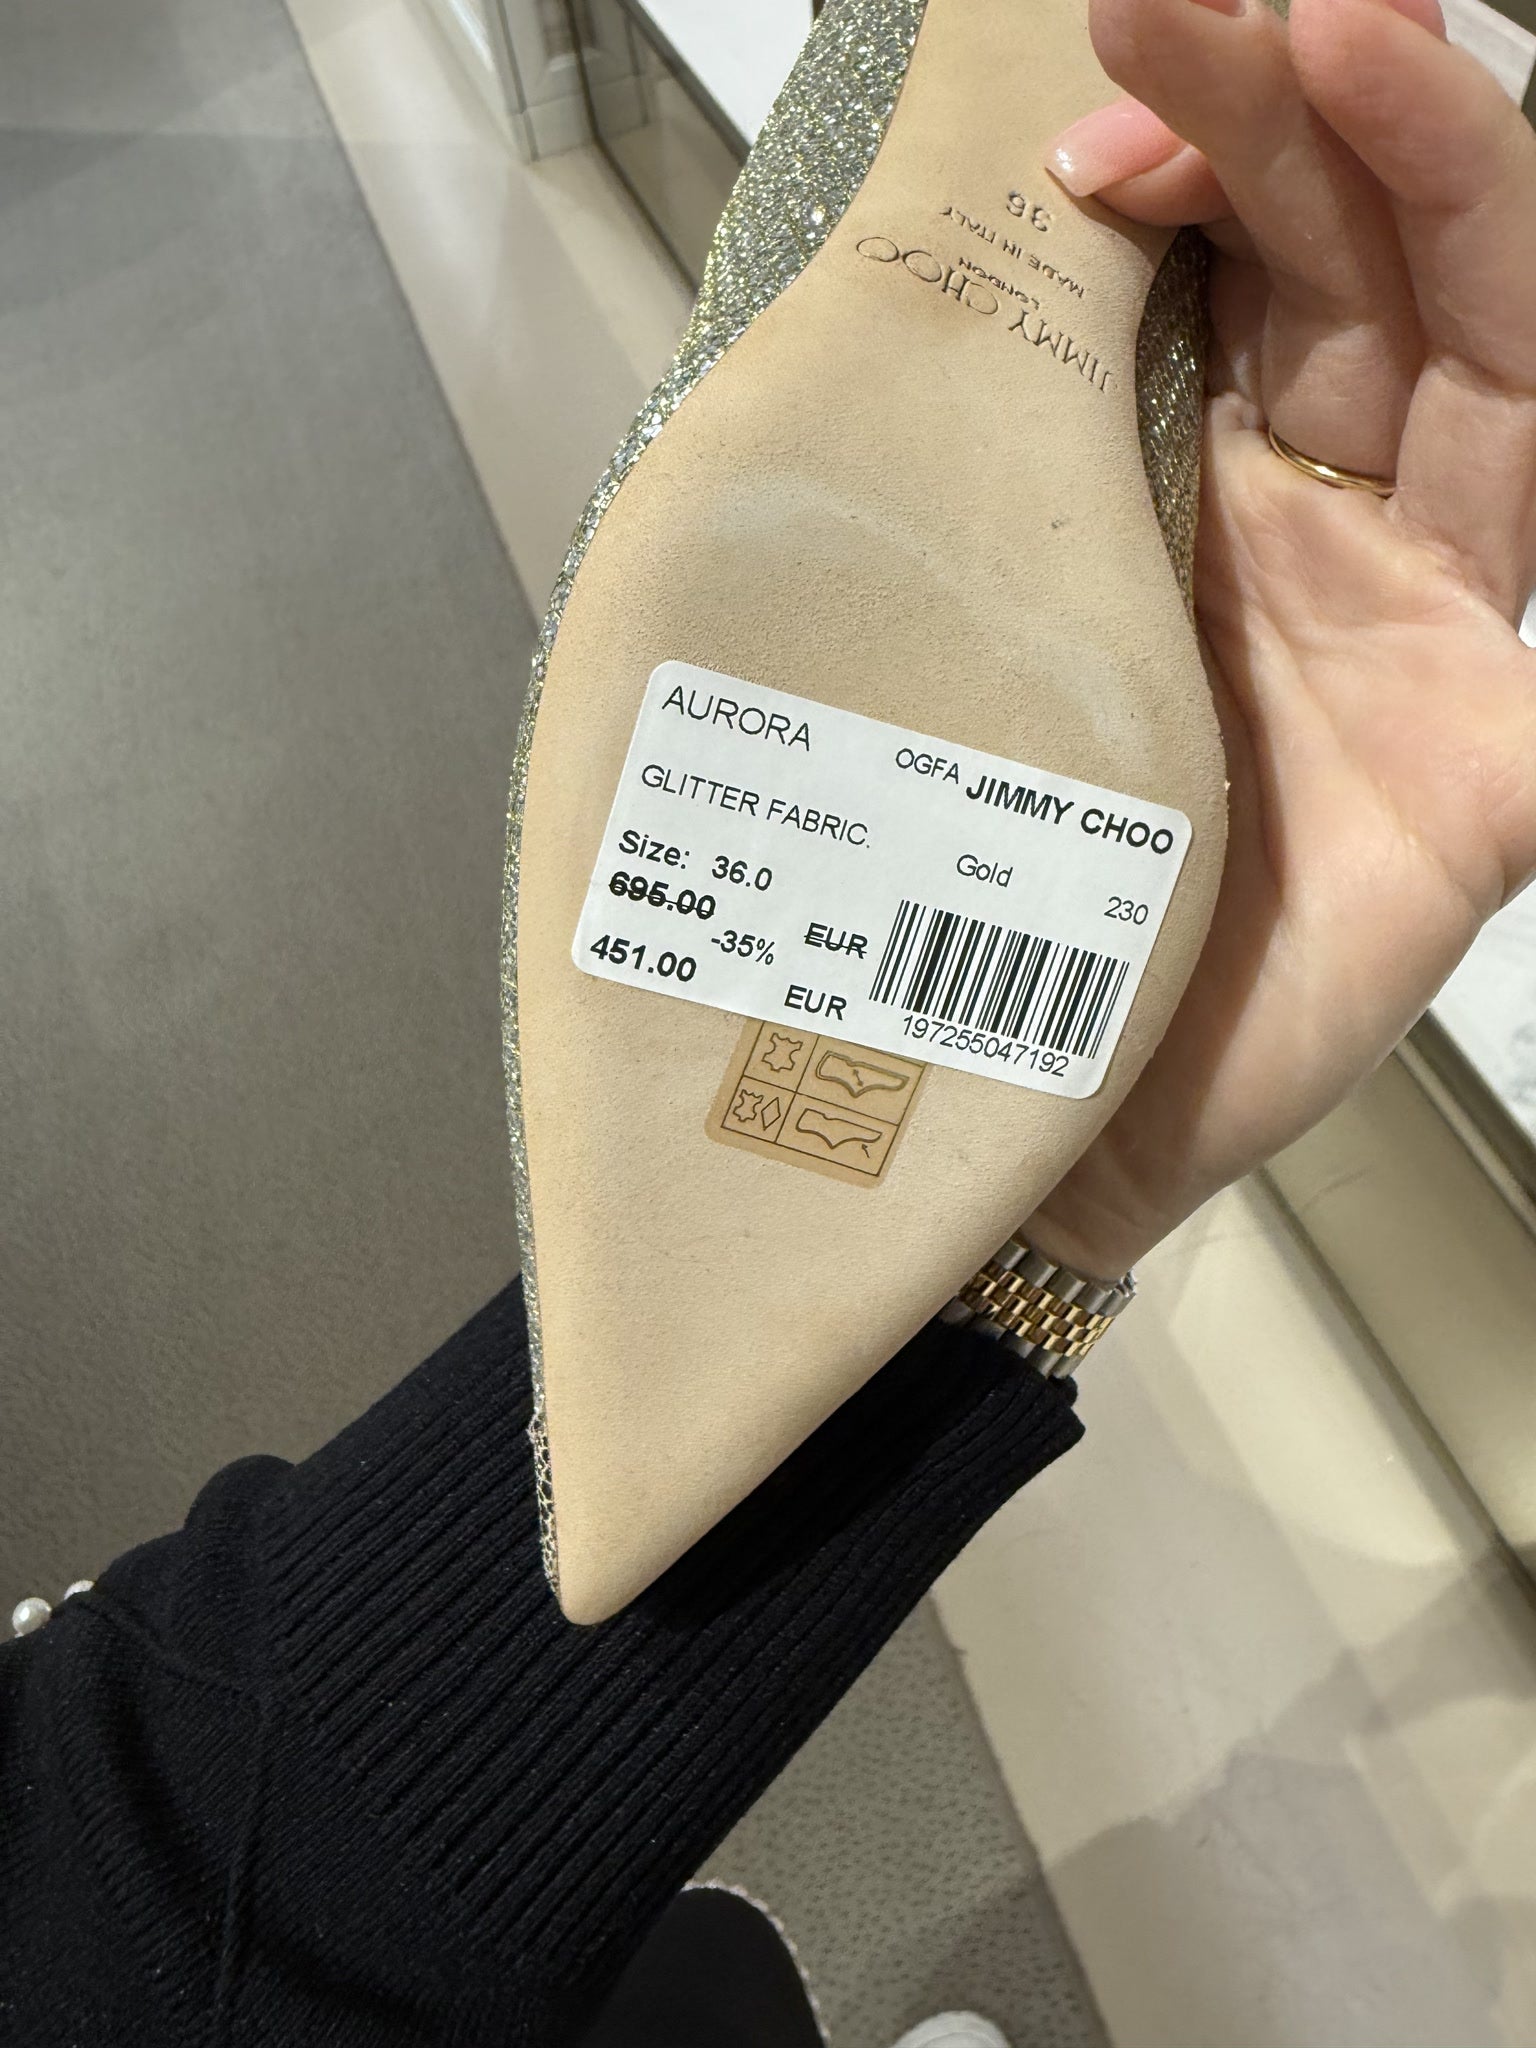 36
MADE IN ITALY
LONDON
JIMMY CHOO
AURORA
OGFA JIMMY CHOO
GLITTER FABRIC.
Gold
Size: 36.0
230
695.00 EUR
-35%
451.00 EUR
197255047192